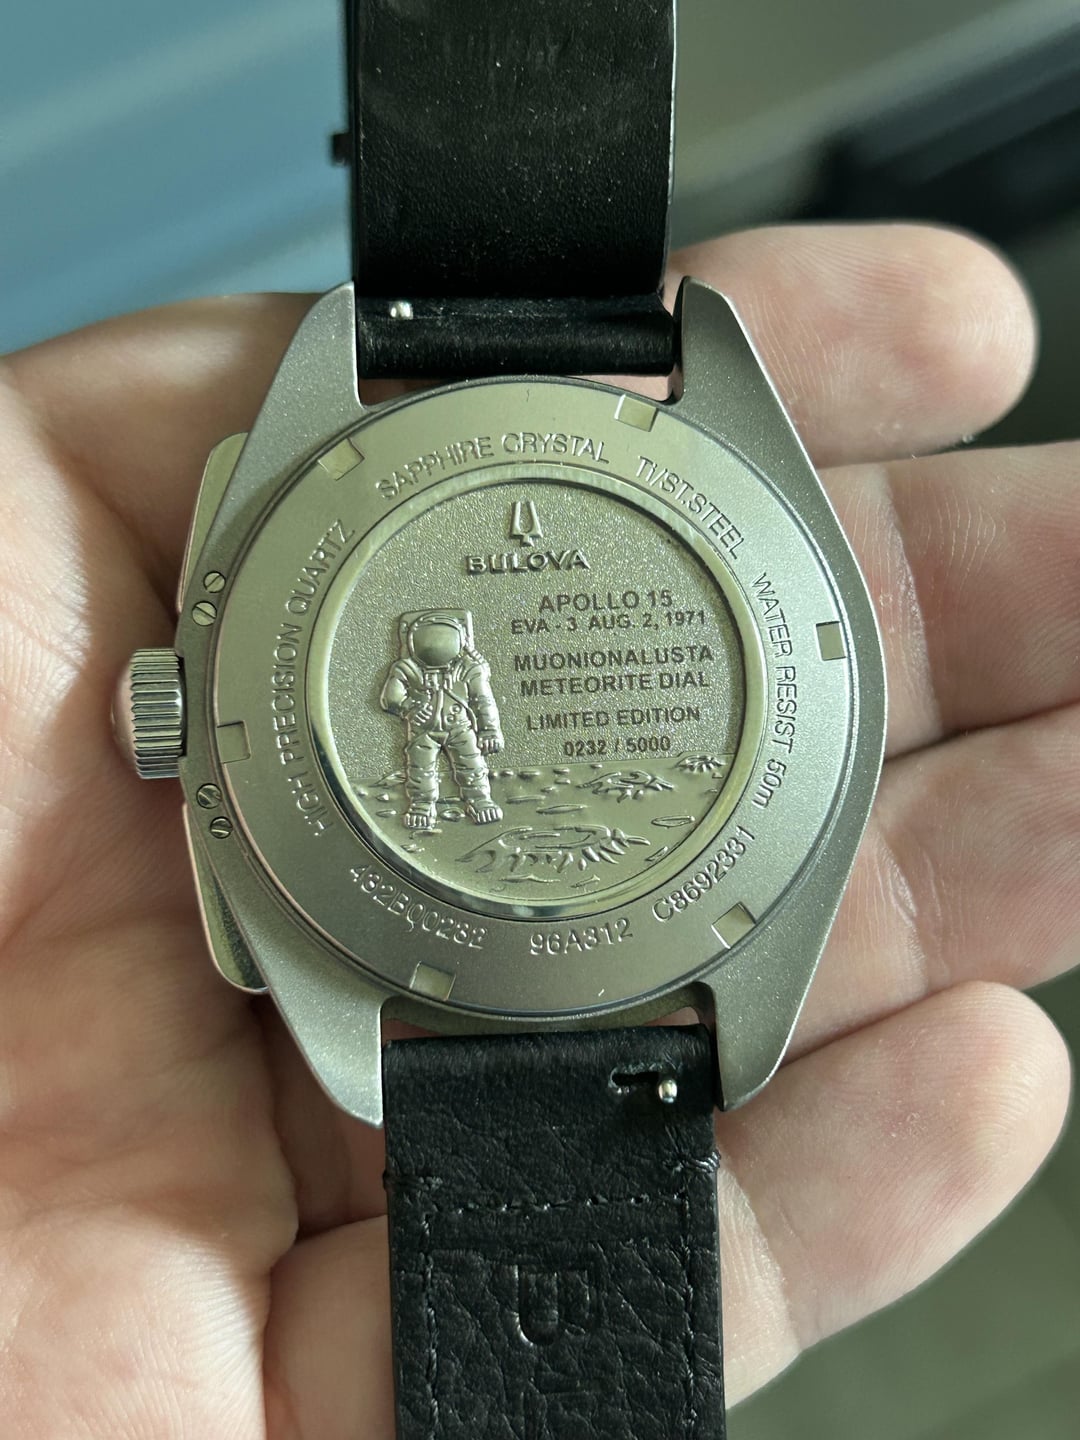 SAPPHIRE CRYSTAL
TI/ST.STEEL
WATER RESIST 50m
C8692331
96A312
432BQ0232
HIGH PRECISION QUARTZ
BULOVA
APOLLO 15
EVA - 3 AUG. 2, 1971
MUONIONALUSTA
METEORITE DIAL
LIMITED EDITION
0232 / 5000